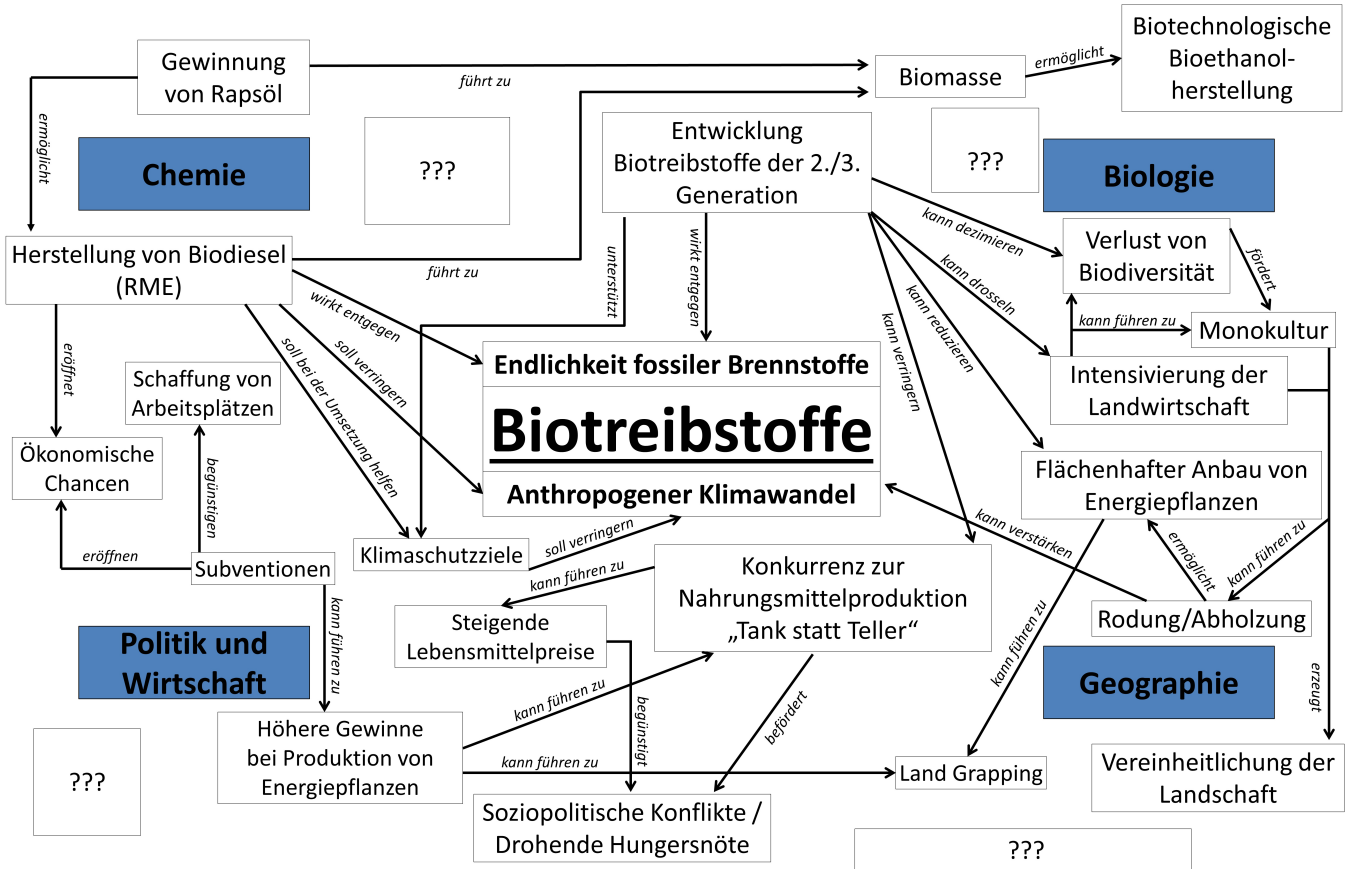 Gewinnung
von Rapsöl
führt zu
Biomasse
ermöglicht
Biotechnologische
Bioethanol-
herstellung
ermöglicht
Chemie
???
Entwicklung
Biotreibstoffe der 2./3.
Generation
???
Biologie
Herstellung von Biodiesel
(RME)
führt zu
unterstützt
wirkt entgegen
kann dezimieren
kann drosseln
kann reduzieren
kann verringern
Verlust von
Biodiversität
fördert
kann führen zu
Monokultur
wirkt entgegen
soll verringern
soll bei der Umsetzung helfen
eröffnet
Schaffung von
Arbeitsplätzen
Endlichkeit fossiler Brennstoffe
Biotreibstoffe
Anthropogener Klimawandel
Intensivierung der
Landwirtschaft
Ökonomische
Chancen
begünstigen
Flächenhafter Anbau von
Energiepflanzen
eröffnen
Subventionen
Klimaschutzziele
soll verringern
kann verstärken
ermöglicht
kann führen zu
kann führen zu
Konkurrenz zur
Nahrungsmittelproduktion
„Tank statt Teller“
Rodung/Abholzung
Steigende
Lebensmittelpreise
Politik und
Wirtschaft
kann führen zu
kann führen zu
Geographie
erzeugt
kann führen zu
begünstigt
befördert
Höhere Gewinne
bei Produktion von
Energiepflanzen
kann führen zu
Land Grapping
Vereinheitlichung der
Landschaft
???
Soziopolitische Konflikte /
Drohende Hungersnöte
???